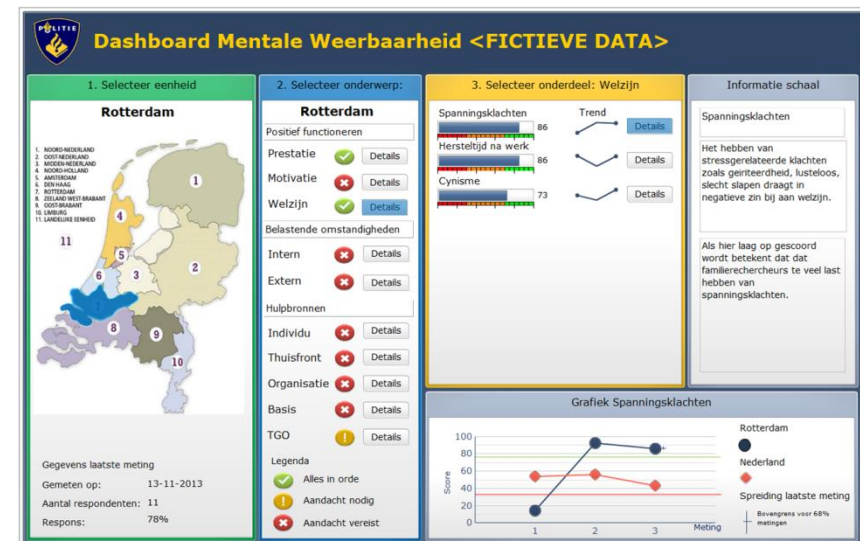 POLITIE
Dashboard Mentale Weerbaarheid <FICTIEVE DATA>
1. Selecteer eenheid
Rotterdam
1. NOORD-NEDERLAND
2. OOST-NEDERLAND
3. MIDDEN-NEDERLAND
4. NOORD-HOLLAND
5. AMSTERDAM
6. DEN HAAG
7. ROTTERDAM
8. ZEELAND WEST-BRABANT
9. OOST-BRABANT
10. LIMBURG
11. LANDELIJKE EENHEID
1
4
11
5
2
3
6
7
8
9
10
Gegevens laatste meting
Gemeten op: 13-11-2013
Aantal respondenten: 11
Respons: 78%
2. Selecteer onderwerp:
Rotterdam
Positief functioneren
Prestatie Details
Motivatie Details
Welzijn Details
Belastende omstandigheden
Intern Details
Extern Details
Hulpbronnen
Individu Details
Thuisfront Details
Organisatie Details
Basis Details
TGO Details
Legenda
Alles in orde
Aandacht nodig
Aandacht vereist
3. Selecteer onderdeel: Welzijn
Spanningsklachten Trend
86 Details
Hersteltijd na werk
86 Details
Cynisme
73 Details
Informatie schaal
Spanningsklachten
Het hebben van
stressgerelateerde klachten
zoals geinteerdheid, lusteloos,
slecht slapen draagt in
negatieve zin bij aan welzijn.
Als hier laag op gescoord
wordt betekent dat dat
familierechercheurs te veel last
hebben van
spanningsklachten.
Grafiek Spanningsklachten
Score
100
80
60
40
20
0
1 2 3 Meting
Rotterdam
Nederland
Spreiding laatste meting
Bovengrens voor 68%
metingen